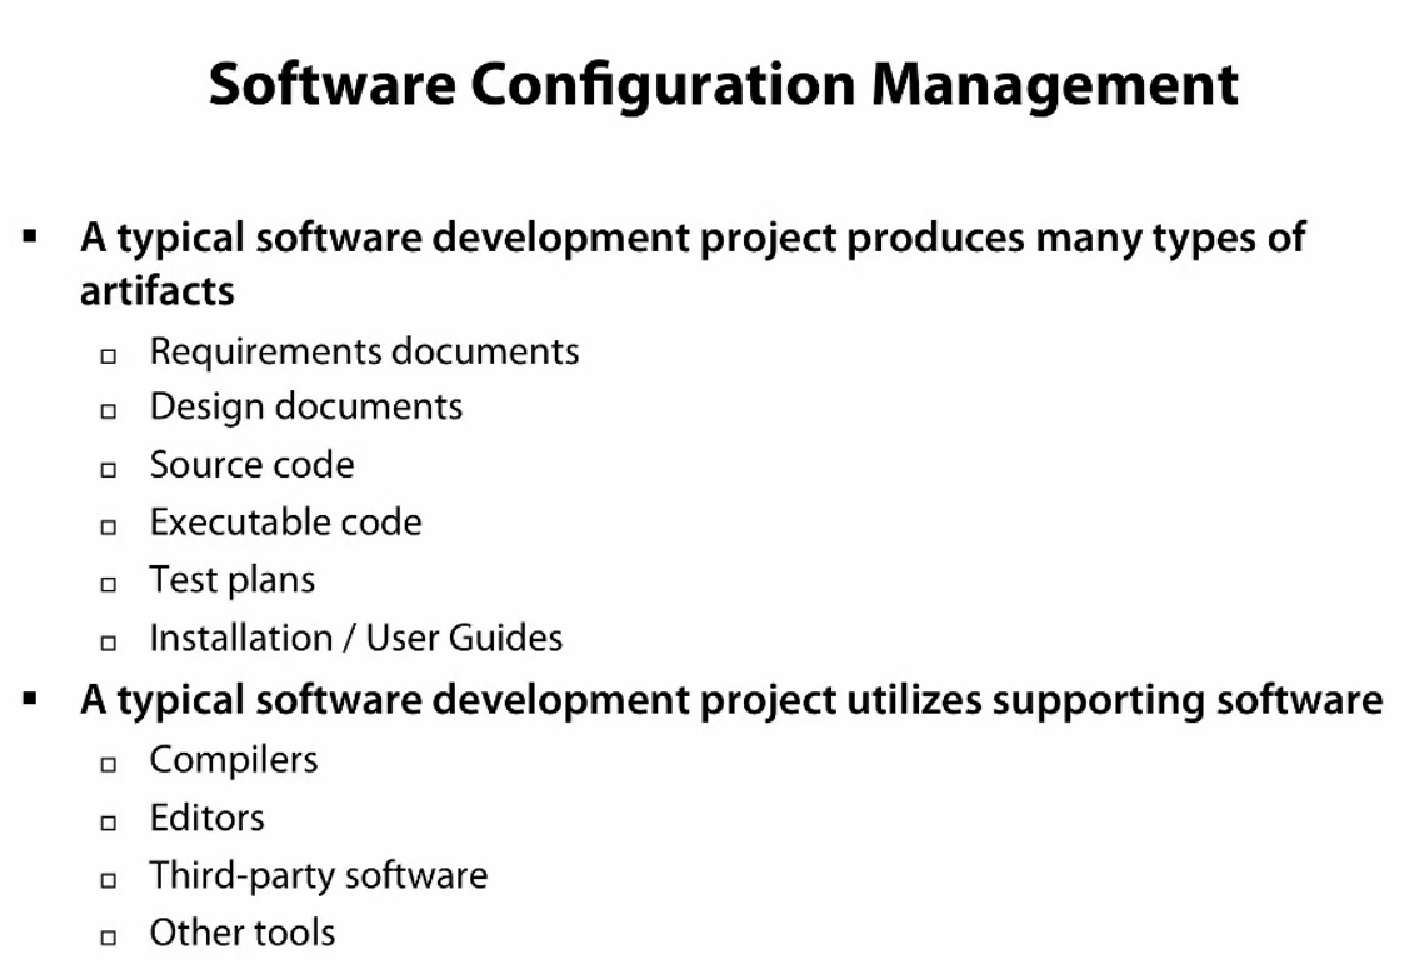 Software Configuration Management
▪ A typical software development project produces many types of
artifacts
▫ Requirements documents
▫ Design documents
▫ Source code
▫ Executable code
▫ Test plans
▫ Installation / User Guides
▪ A typical software development project utilizes supporting software
▫ Compilers
▫ Editors
▫ Third-party software
▫ Other tools